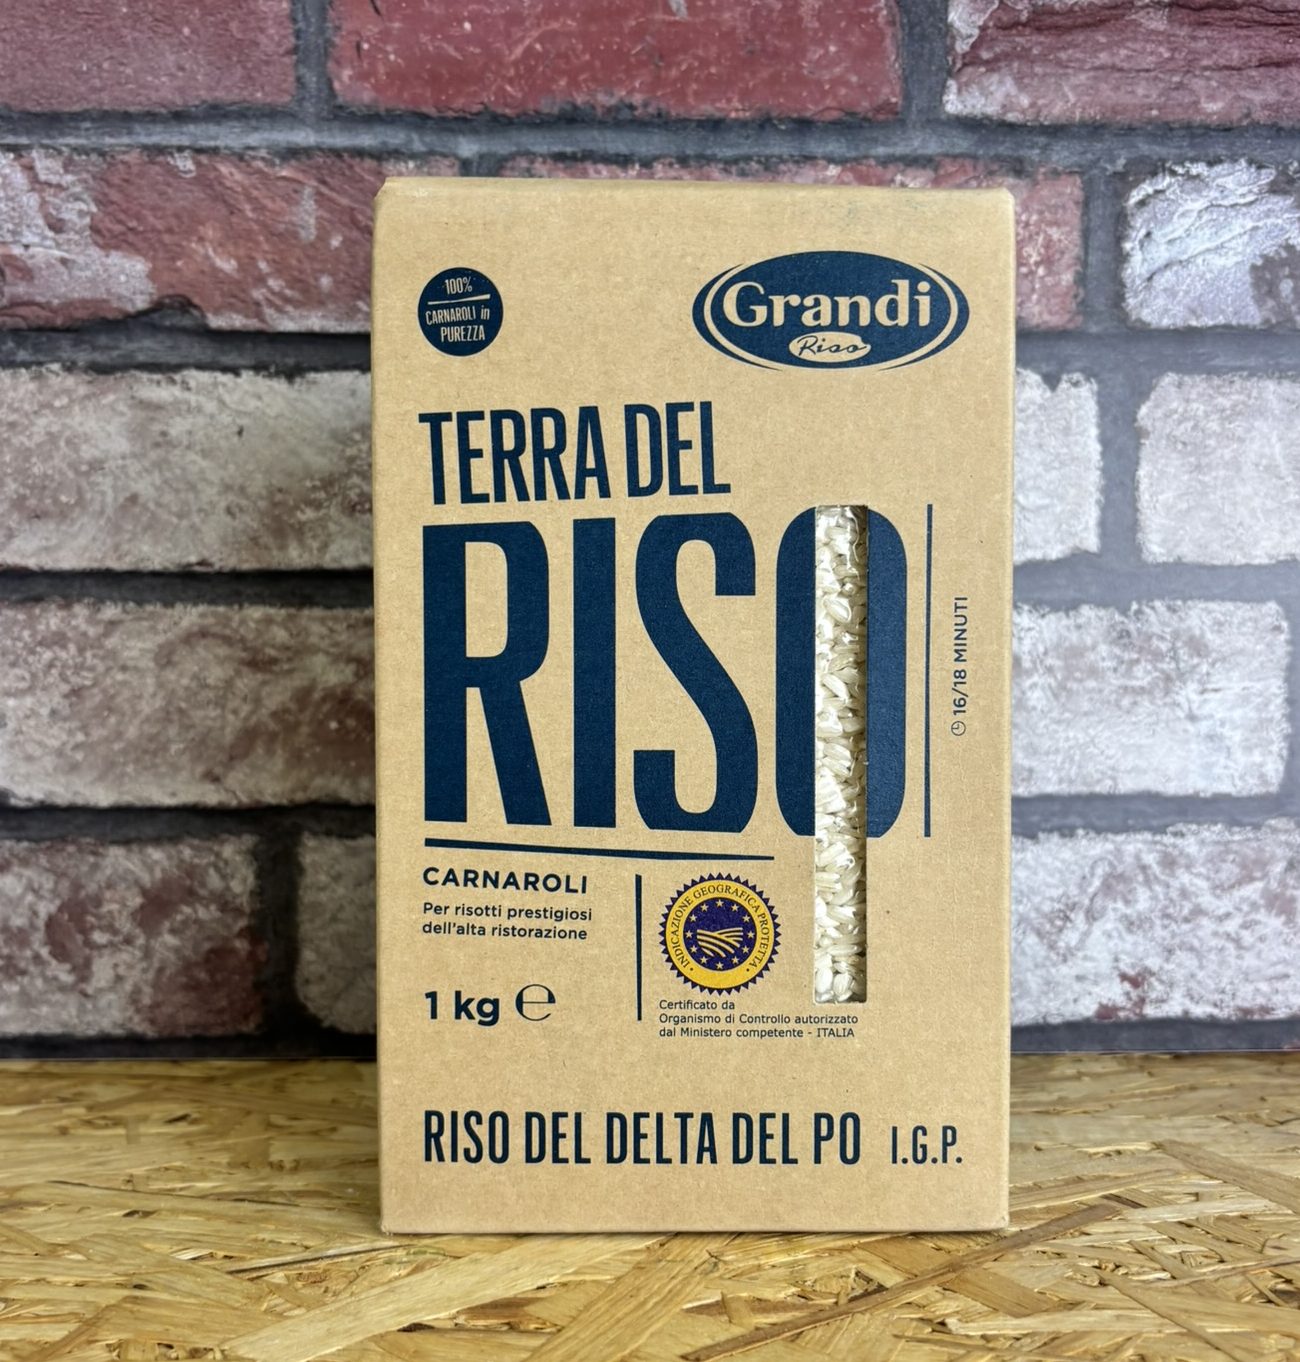 100%
CARNAROLI in
PUREZZA
Grandi
Riso
TERRA DEL
RISO
16/18 MINUTI
CARNAROLI
Per risotti prestigiosi
dell'alta ristorazione
1 kg ℮
INDICAZIONE GEOGRAFICA PROTETTA
Certificato da
Organismo di Controllo autorizzato
dal Ministero competente - ITALIA
RISO DEL DELTA DEL PO I.G.P.